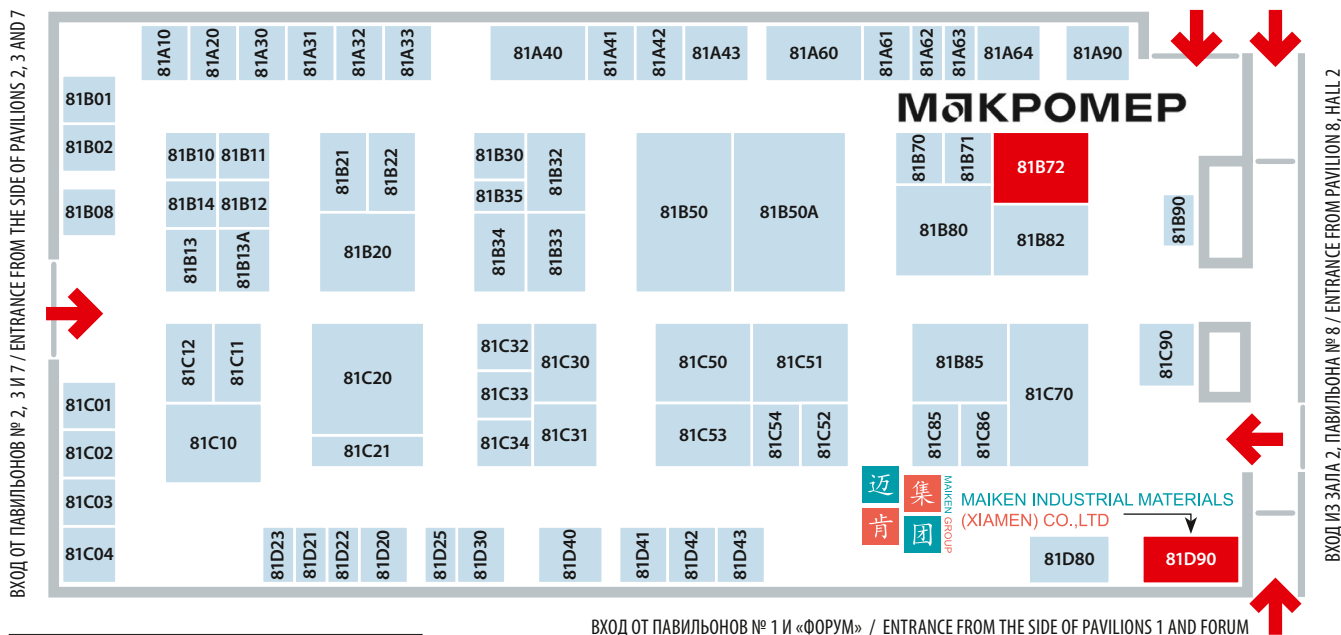 ВХОД ОТ ПАВИЛЬОНОВ № 2, 3 И 7 / ENTRANCE FROM THE SIDE OF PAVILIONS 2, 3 AND 7
81A10 81A20 81A30 81A31 81A32 81A33 81A40 81A41 81A42 81A43 81A60 81A61 81A62 81A63 81A64 81A90
81B01
МАКРОМЕР
81B02
81B10 81B11 81B21 81B22 81B30 81B32 81B70 81B71 81B72
81B35
81B08
81B14 81B12 81B50 81B50A 81B90
81B13 81B13A 81B20 81B34 81B33 81B80 81B82
81C12 81C11 81C20 81C32 81C30 81C50 81C51 81B85 81C70 81C90
81C33
81C01
81C10 81C21 81C34 81C31 81C53 81C54 81C52 81C85 81C86
81C02
81C03
迈 集
肯 团
MAIKEN GROUP
MAIKEN INDUSTRIAL MATERIALS
(XIAMEN) CO.,LTD
81C04
81D23 81D21 81D22 81D20 81D25 81D30 81D40 81D41 81D42 81D43 81D80 81D90
ВХОД ИЗ ЗАЛА 2, ПАВИЛЬОНА № 8 / ENTRANCE FROM PAVILION 8, HALL 2
ВХОД ОТ ПАВИЛЬОНОВ № 1 И «ФОРУМ» / ENTRANCE FROM THE SIDE OF PAVILIONS 1 AND FORUM